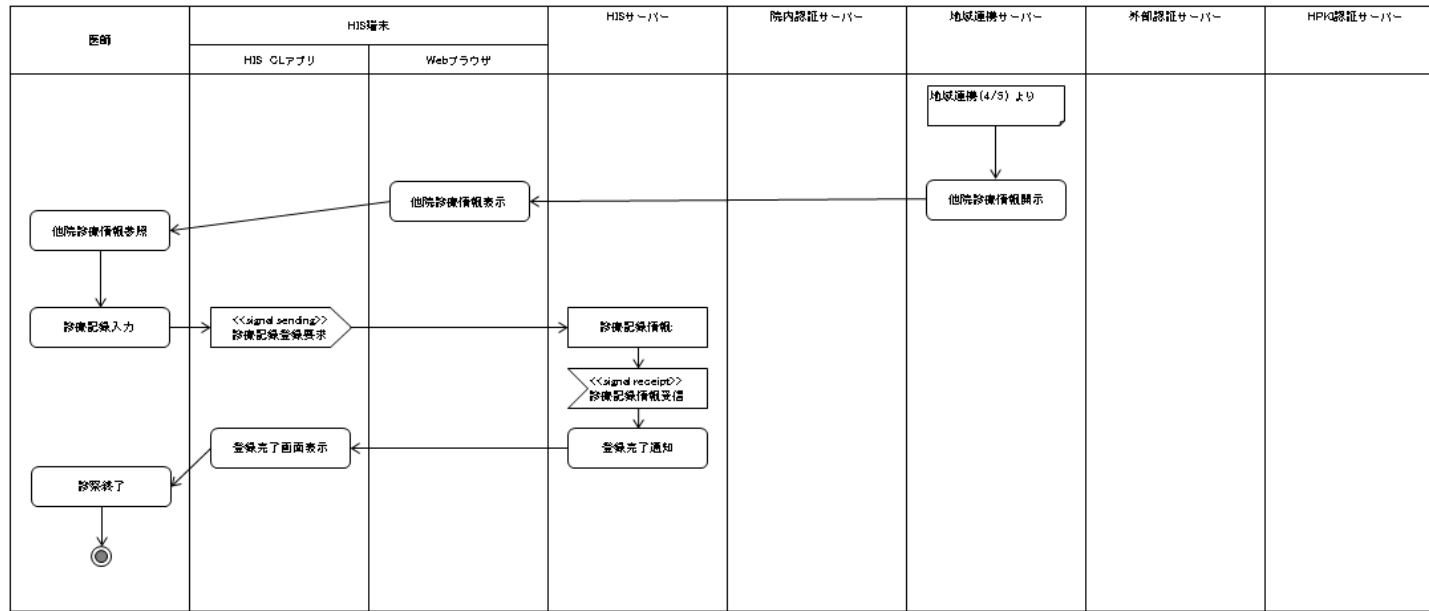 医師
HIS端末
HIS CLアプリ
Webブラウザ
HISサーバー
院内認証サーバー
地域連携サーバー
外部認証サーバー
HPKI認証サーバー
地域連携(4/5) より
他院診療情報開示
他院診療情報表示
他院診療情報参照
診療記録入力
<<signal sending>>
診療記録登録要求
診療記録情報:
<<signal receipt>>
診療記録情報受信
登録完了通知
登録完了画面表示
診察終了